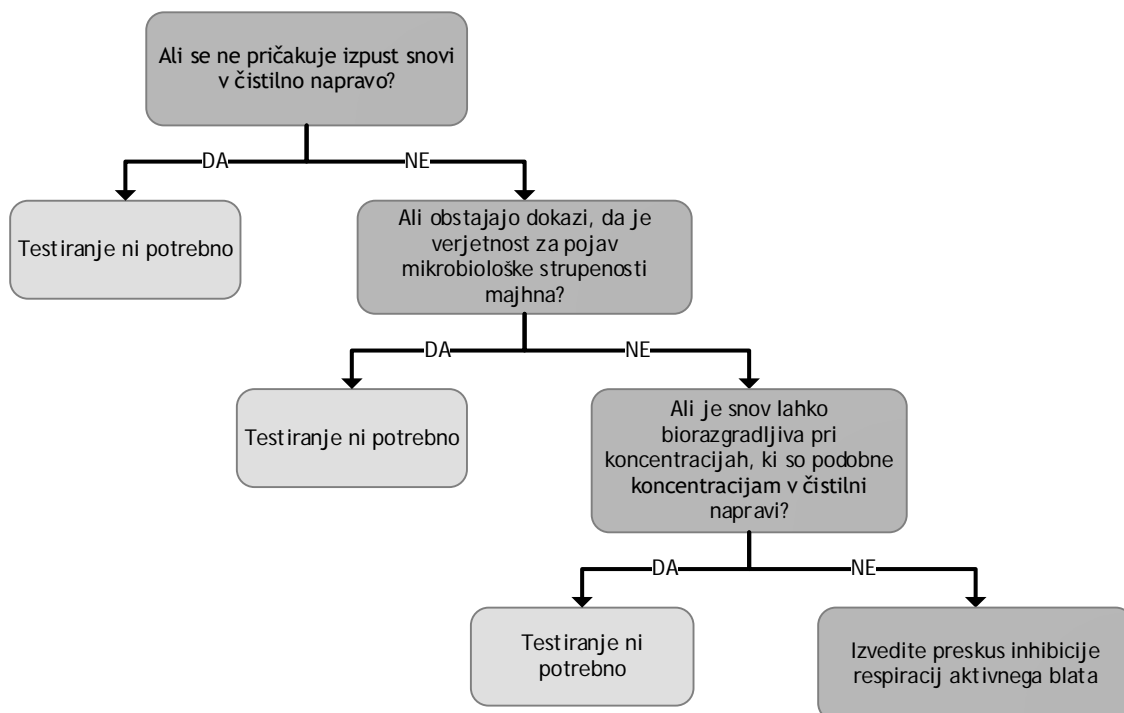 Ali se ne pričakuje izpust snovi
v čistilno napravo?
DA
NE
Testiranje ni potrebno
Ali obstajajo dokazi, da je
verjetnost za pojav
mikrobiološke strupenosti
majhna?
DA
NE
Testiranje ni potrebno
Ali je snov lahko
biorazgradljiva pri
koncentracijah, ki so podobne
koncentracijam v čistilni
napravi?
DA
NE
Testiranje ni
potrebno
Izvedite preskus inhibicije
respiracij aktivnega blata